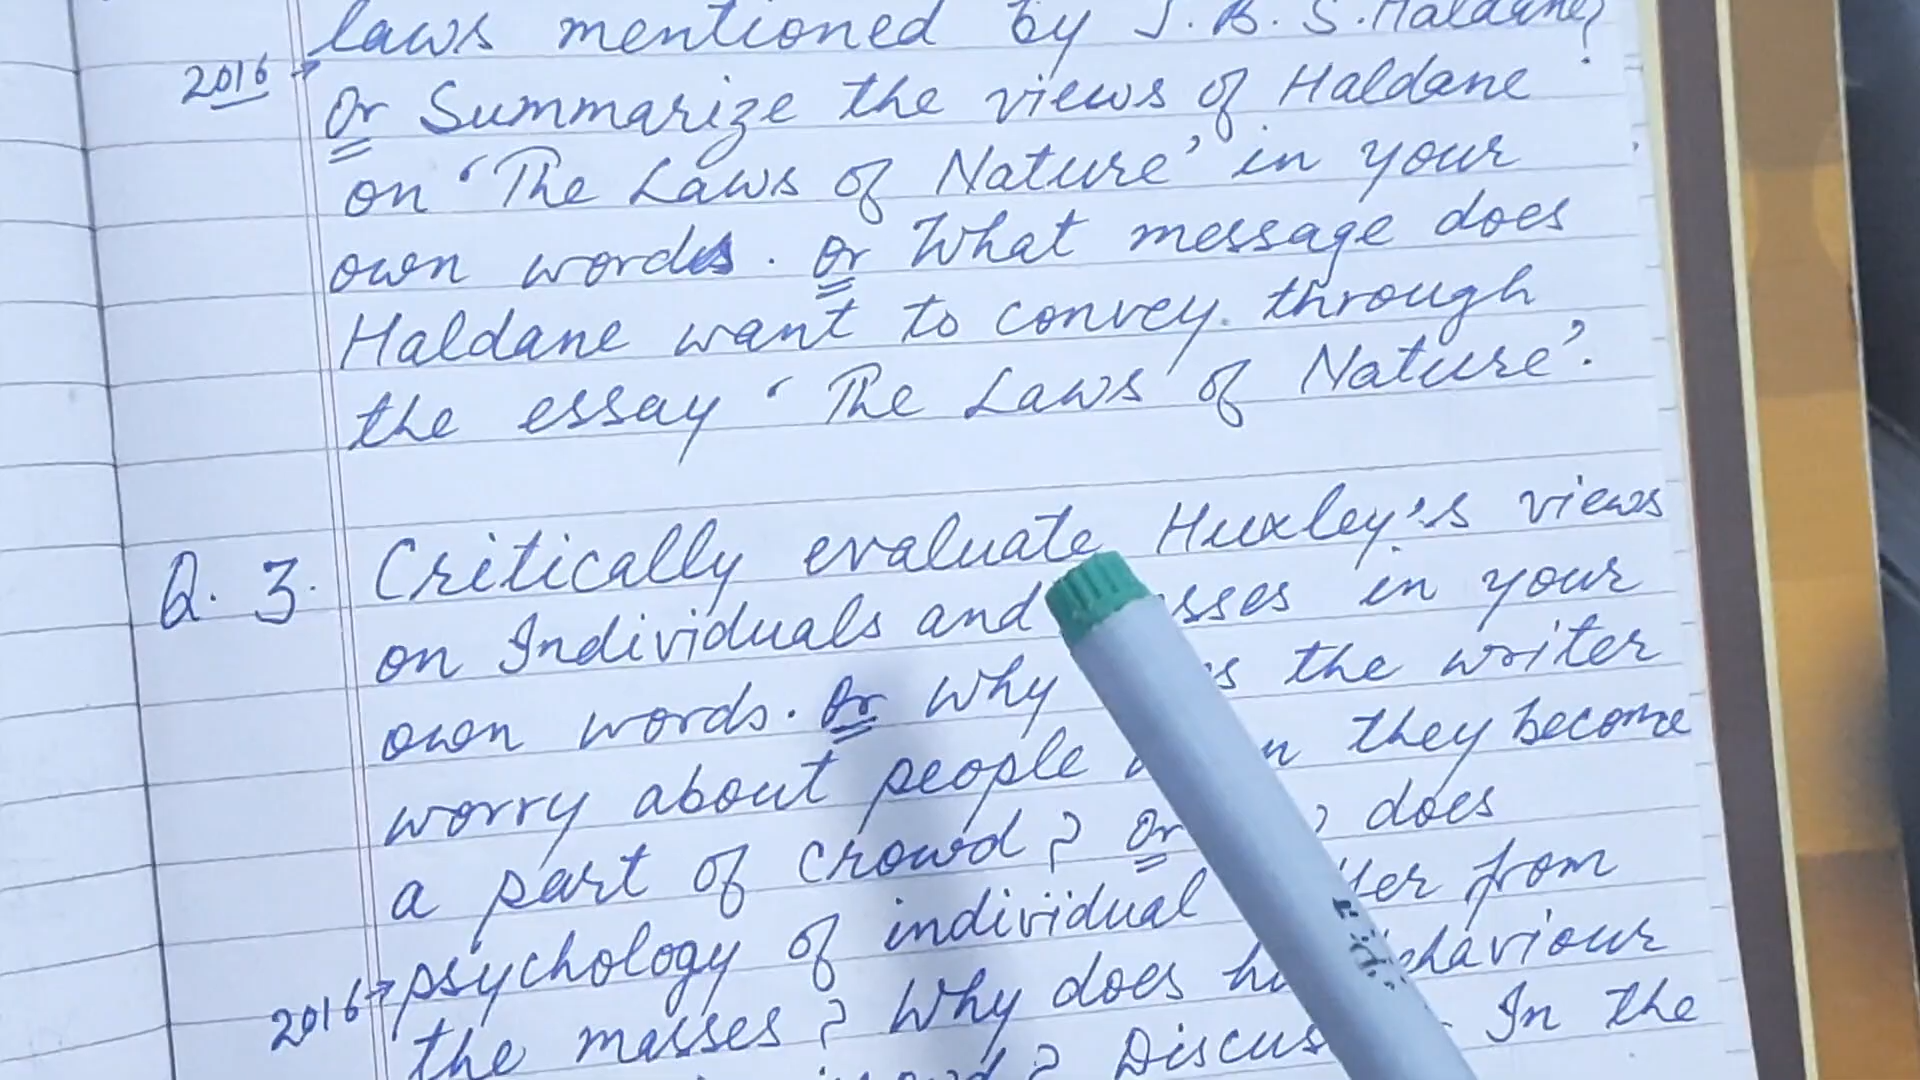 laws mentioned by J. B. S. Haldane?
2016 → Or Summarize the views of Haldane
on 'The Laws of Nature' in your
own words. Or What message does
Haldane want to convey through
the essay 'The Laws of Nature'.
Q. 3. Critically evaluate Huxley's views
on Individuals and in your
own words. Or Why the writer
worry about people they become
a part of crowd? Or does
psychology of individual from
2016 → the masses? Why does
Discuss In the